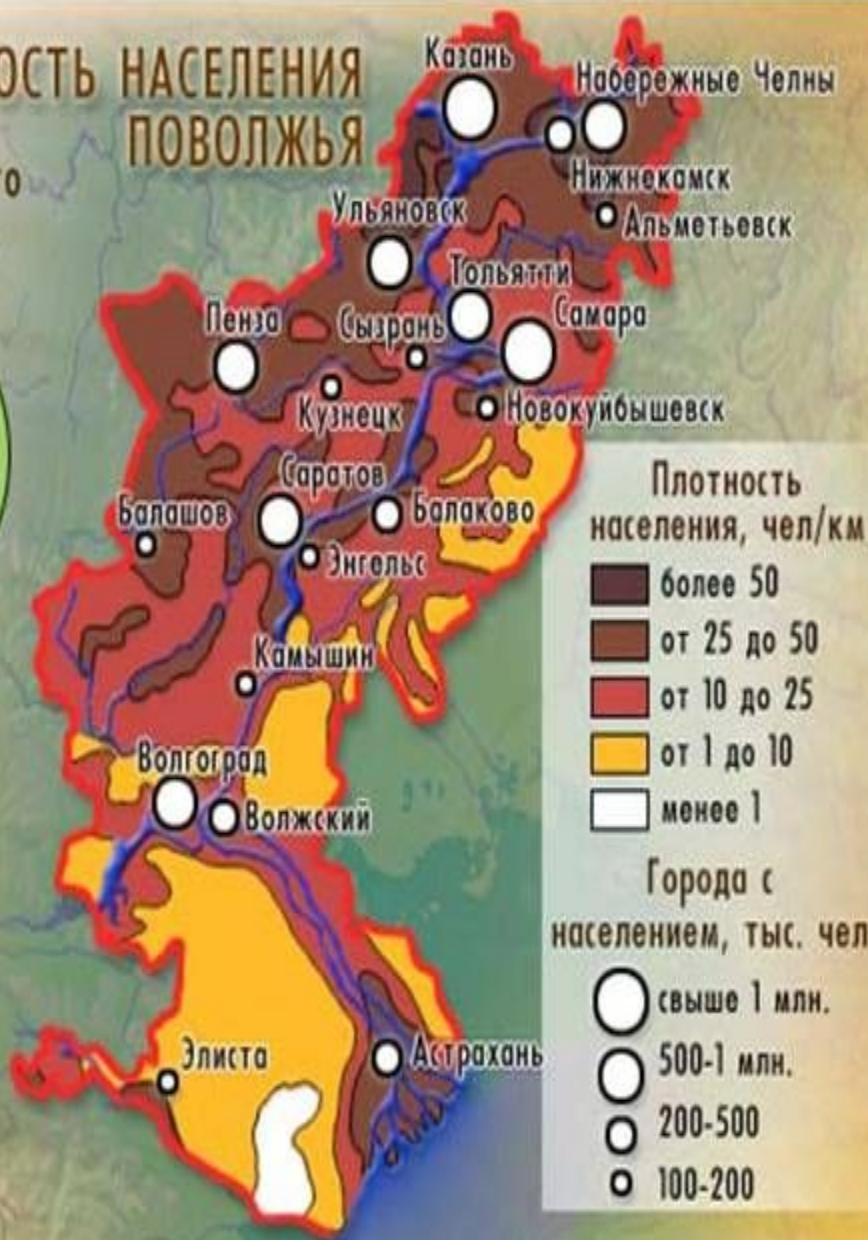 ОСТЬ НАСЕЛЕНИЯ
ПОВОЛЖЬЯ
го
Казань
Набережные Челны
Нижнекамск
Альметьевск
Ульяновск
Тольятти
Самара
Пенза
Сызрань
Кузнецк
Новокуйбышевск
Саратов
Балашов
Балаково
Энгельс
Камышин
Волгоград
Волжский
Элиста
Астрахань
Плотность
населения, чел/км
более 50
от 25 до 50
от 10 до 25
от 1 до 10
менее 1
Города с
населением, тыс. чел
свыше 1 млн.
500-1 млн.
200-500
100-200